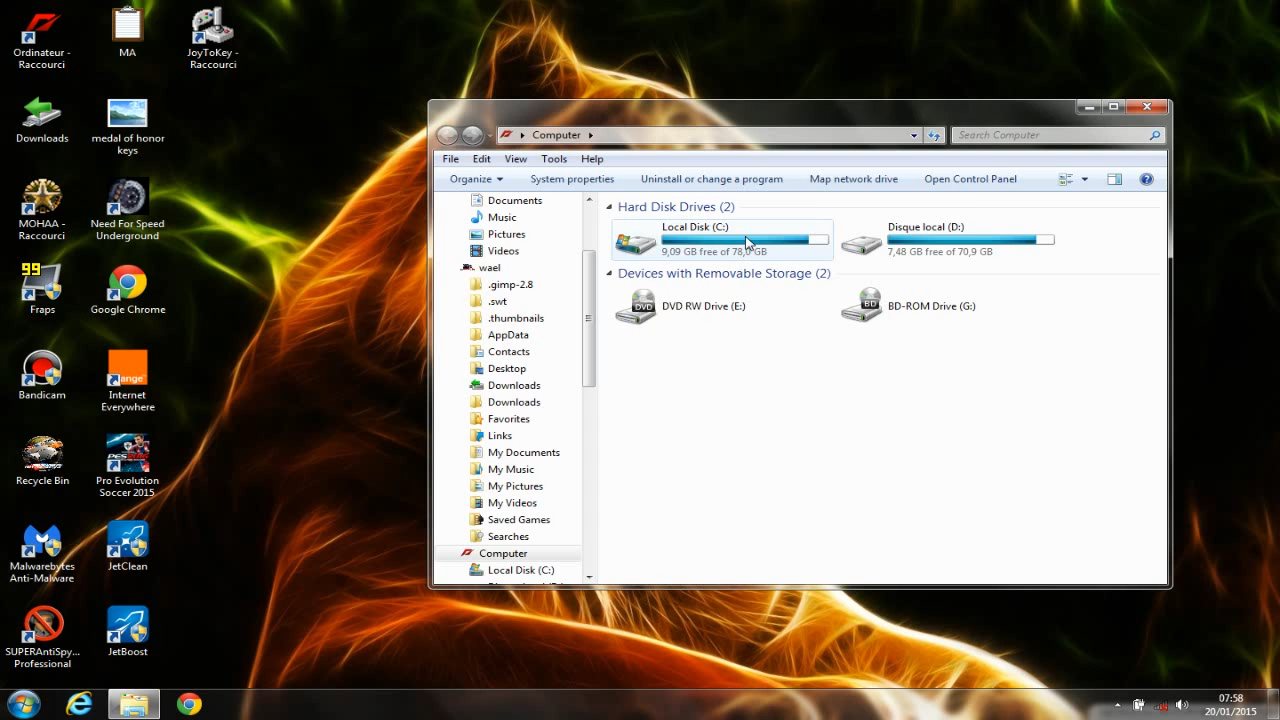 Ordinateur -
Raccourci
MA
JoyToKey -
Raccourci
Downloads
medal of honor
keys
MOHAA -
Raccourci
Need For Speed
Underground
99
Fraps
Google Chrome
Bandicam
Internet
Everywhere
Recycle Bin
Pro Evolution
Soccer 2015
Malwarebytes
Anti-Malware
JetClean
SUPERAntiSpy...
Professional
JetBoost
Computer
Search Computer
File Edit View Tools Help
Organize System properties Uninstall or change a program Map network drive Open Control Panel
Documents
Music
Pictures
Videos
wael
.gimp-2.8
.swt
.thumbnails
AppData
Contacts
Desktop
Downloads
Downloads
Favorites
Links
My Documents
My Music
My Pictures
My Videos
Saved Games
Searches
Computer
Local Disk (C:)
Hard Disk Drives (2)
Local Disk (C:)
9,09 GB free of 78,0 GB
Disque local (D:)
7,48 GB free of 70,9 GB
Devices with Removable Storage (2)
DVD
DVD RW Drive (E:)
BD
BD-ROM Drive (G:)
07:58
20/01/2015